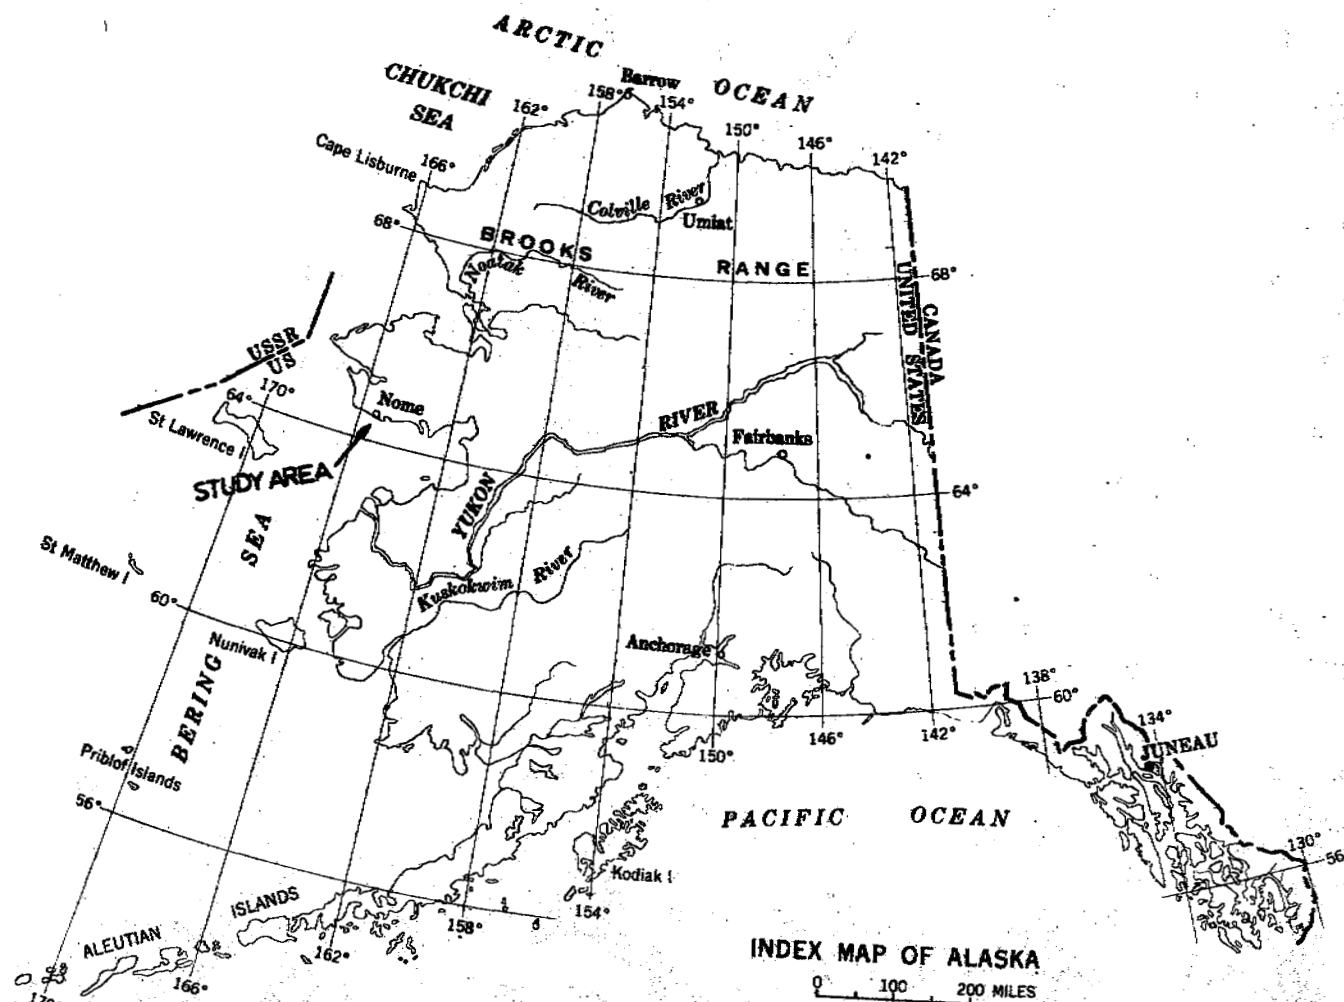 ARCTIC OCEAN
CHUKCHI
SEA
Barrow
158°
154°
162°
150°
146°
142°
Cape Lisburne
166°
Colville River
Umiat
68°
BROOKS RANGE
68°
Noatak River
UNITED STATES
CANADA
USSR
US
170°
64°
Nome
St Lawrence I
STUDY AREA
YUKON RIVER
Fairbanks
64°
BERING SEA
St Matthew I
60°
Kuskokwim River
Nunivak I
Anchorage
138°
60°
134°
JUNEAU
150°
146°
142°
Priblof Islands
56°
PACIFIC OCEAN
130°
56
Kodiak I
154°
158°
162°
166°
ALEUTIAN ISLANDS
INDEX MAP OF ALASKA
0 100 200 MILES